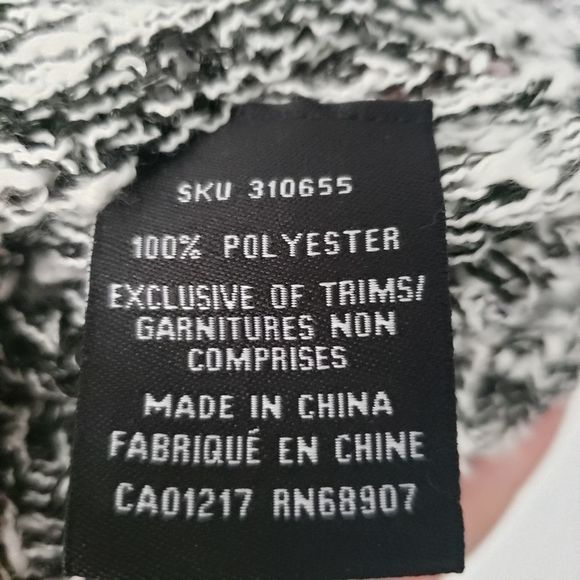 SKU 310655
100% POLYESTER
EXCLUSIVE OF TRIMS/
GARNITURES NON
COMPRISES
MADE IN CHINA
FABRIQUÉ EN CHINE
CA01217 RN68907